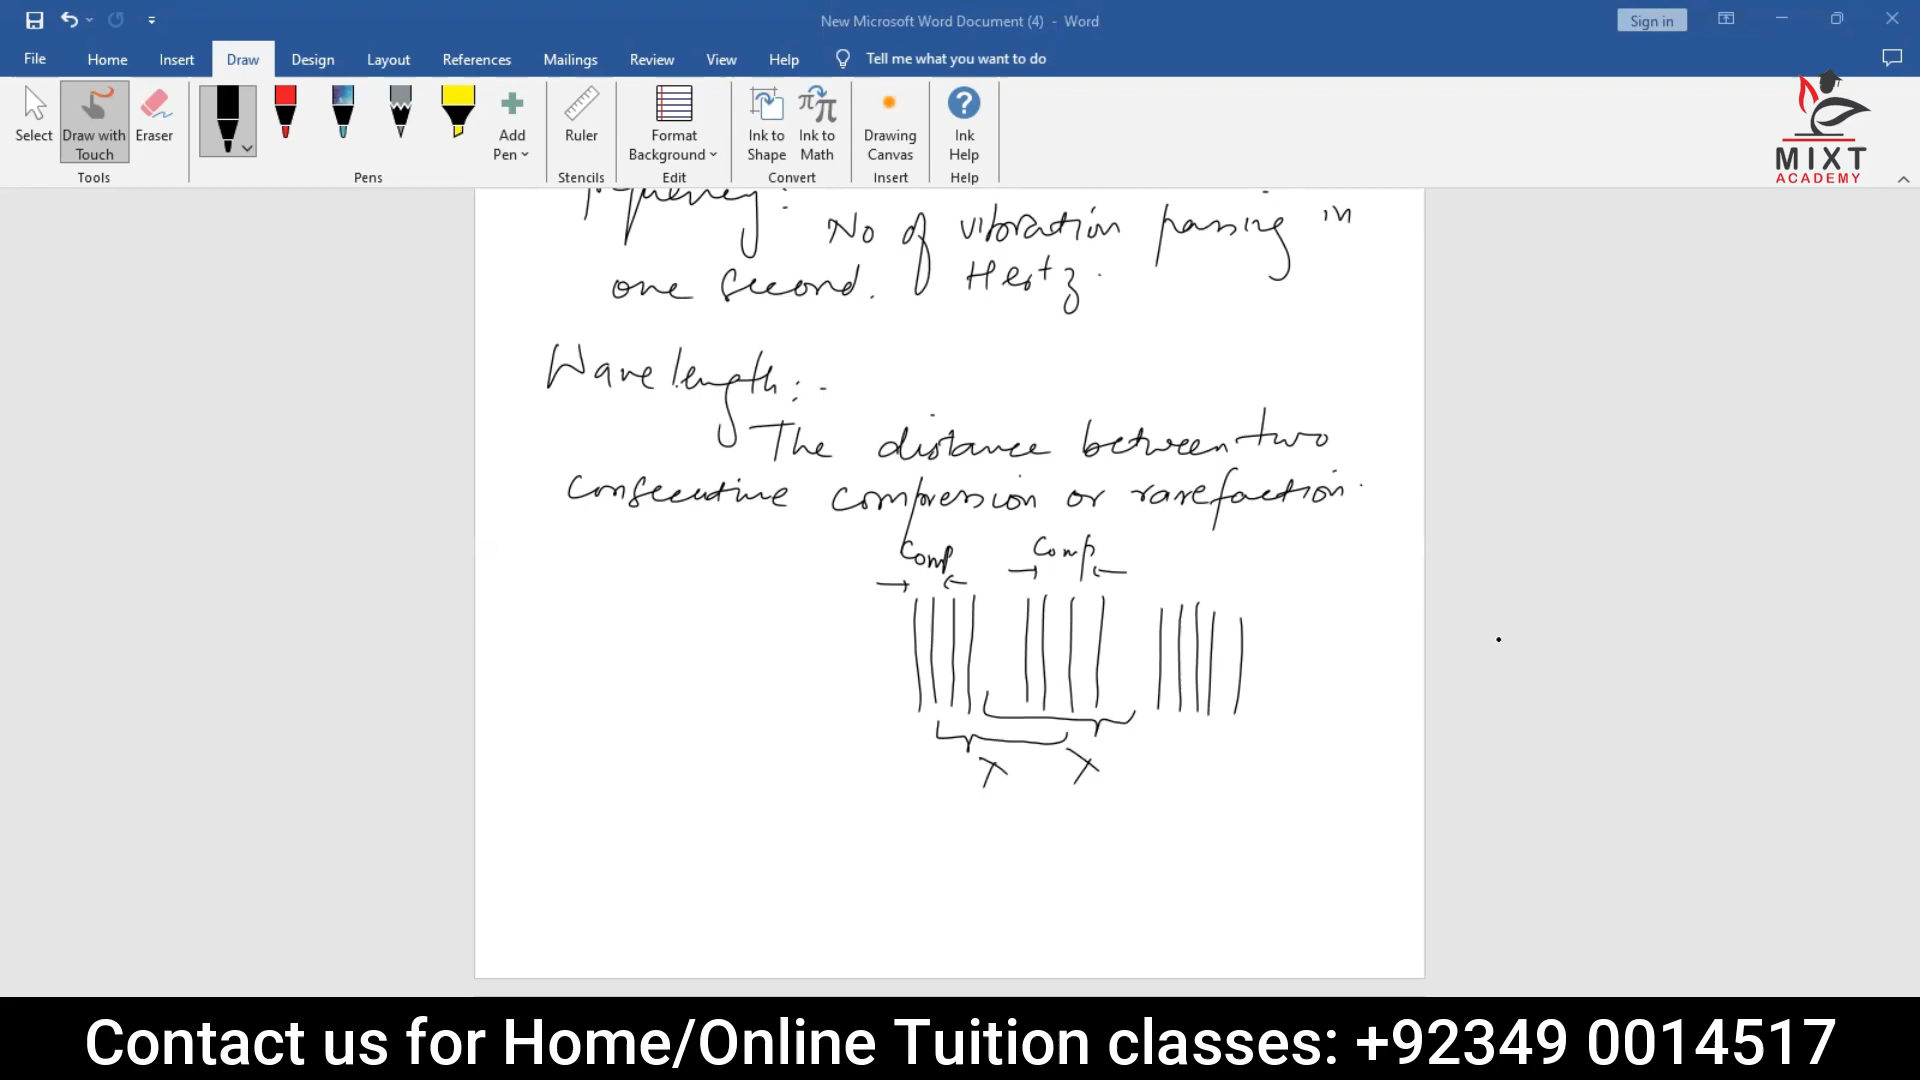 New Microsoft Word Document (4) - Word
Sign in
File Home Insert Draw Design Layout References Mailings Review View Help Tell me what you want to do
Select Draw with Touch Eraser Add Pen Ruler Format Background Ink to Shape Ink to Math Drawing Canvas Ink Help
Tools Pens Stencils Edit Convert Insert Help
MIXT
ACADEMY
frequency :
No of vibration passing in
one second. Hertz.
Wavelength :-
The distance between two
consecutive compression or rarefaction.
Comp Comp
λ λ
Contact us for Home/Online Tuition classes: +92349 0014517